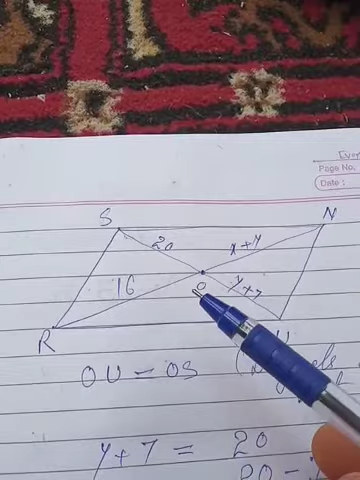 Page No.
Date :
S N
20 x+y
16 O y+7
R
OU = OS (
y+7 = 20